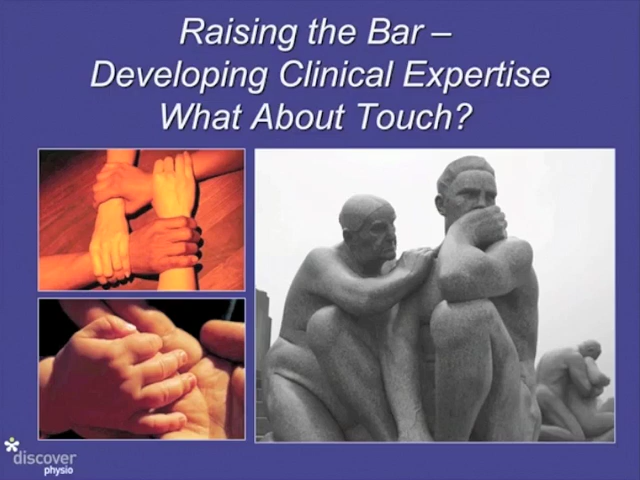 Raising the Bar –
Developing Clinical Expertise
What About Touch?
*discover
physio